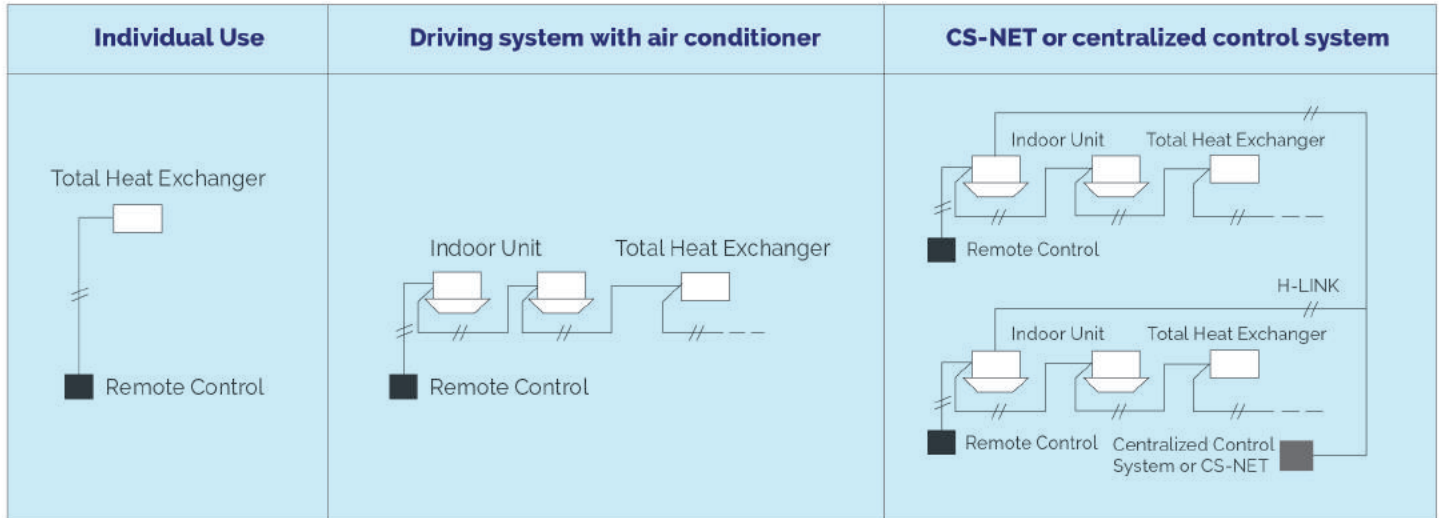 Individual Use
Driving system with air conditioner
CS-NET or centralized control system
Total Heat Exchanger
Remote Control
Indoor Unit
Total Heat Exchanger
Remote Control
Indoor Unit
Total Heat Exchanger
Remote Control
H-LINK
Indoor Unit
Total Heat Exchanger
Remote Control
Centralized Control
System or CS-NET